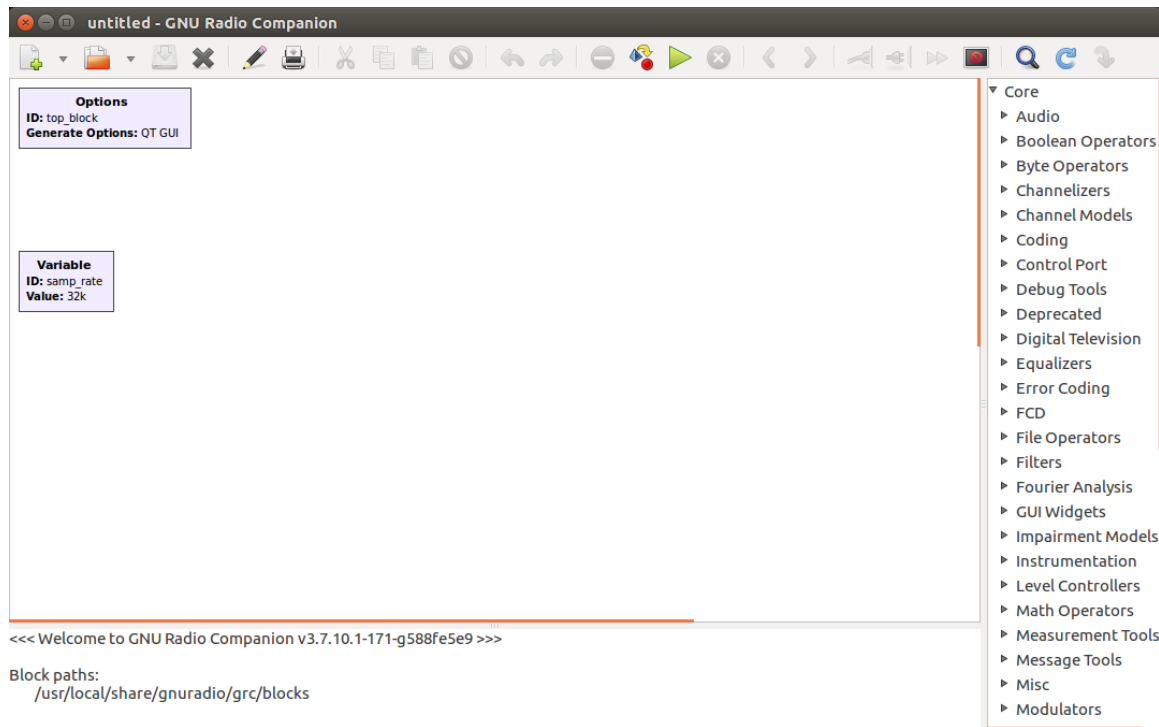 untitled - GNU Radio Companion
Options
ID: top_block
Generate Options: QT GUI
Variable
ID: samp_rate
Value: 32k
<<< Welcome to GNU Radio Companion v3.7.10.1-171-g588fe5e9 >>>
Block paths:
/usr/local/share/gnuradio/grc/blocks
Core
Audio
Boolean Operators
Byte Operators
Channelizers
Channel Models
Coding
Control Port
Debug Tools
Deprecated
Digital Television
Equalizers
Error Coding
FCD
File Operators
Filters
Fourier Analysis
GUI Widgets
Impairment Models
Instrumentation
Level Controllers
Math Operators
Measurement Tools
Message Tools
Misc
Modulators